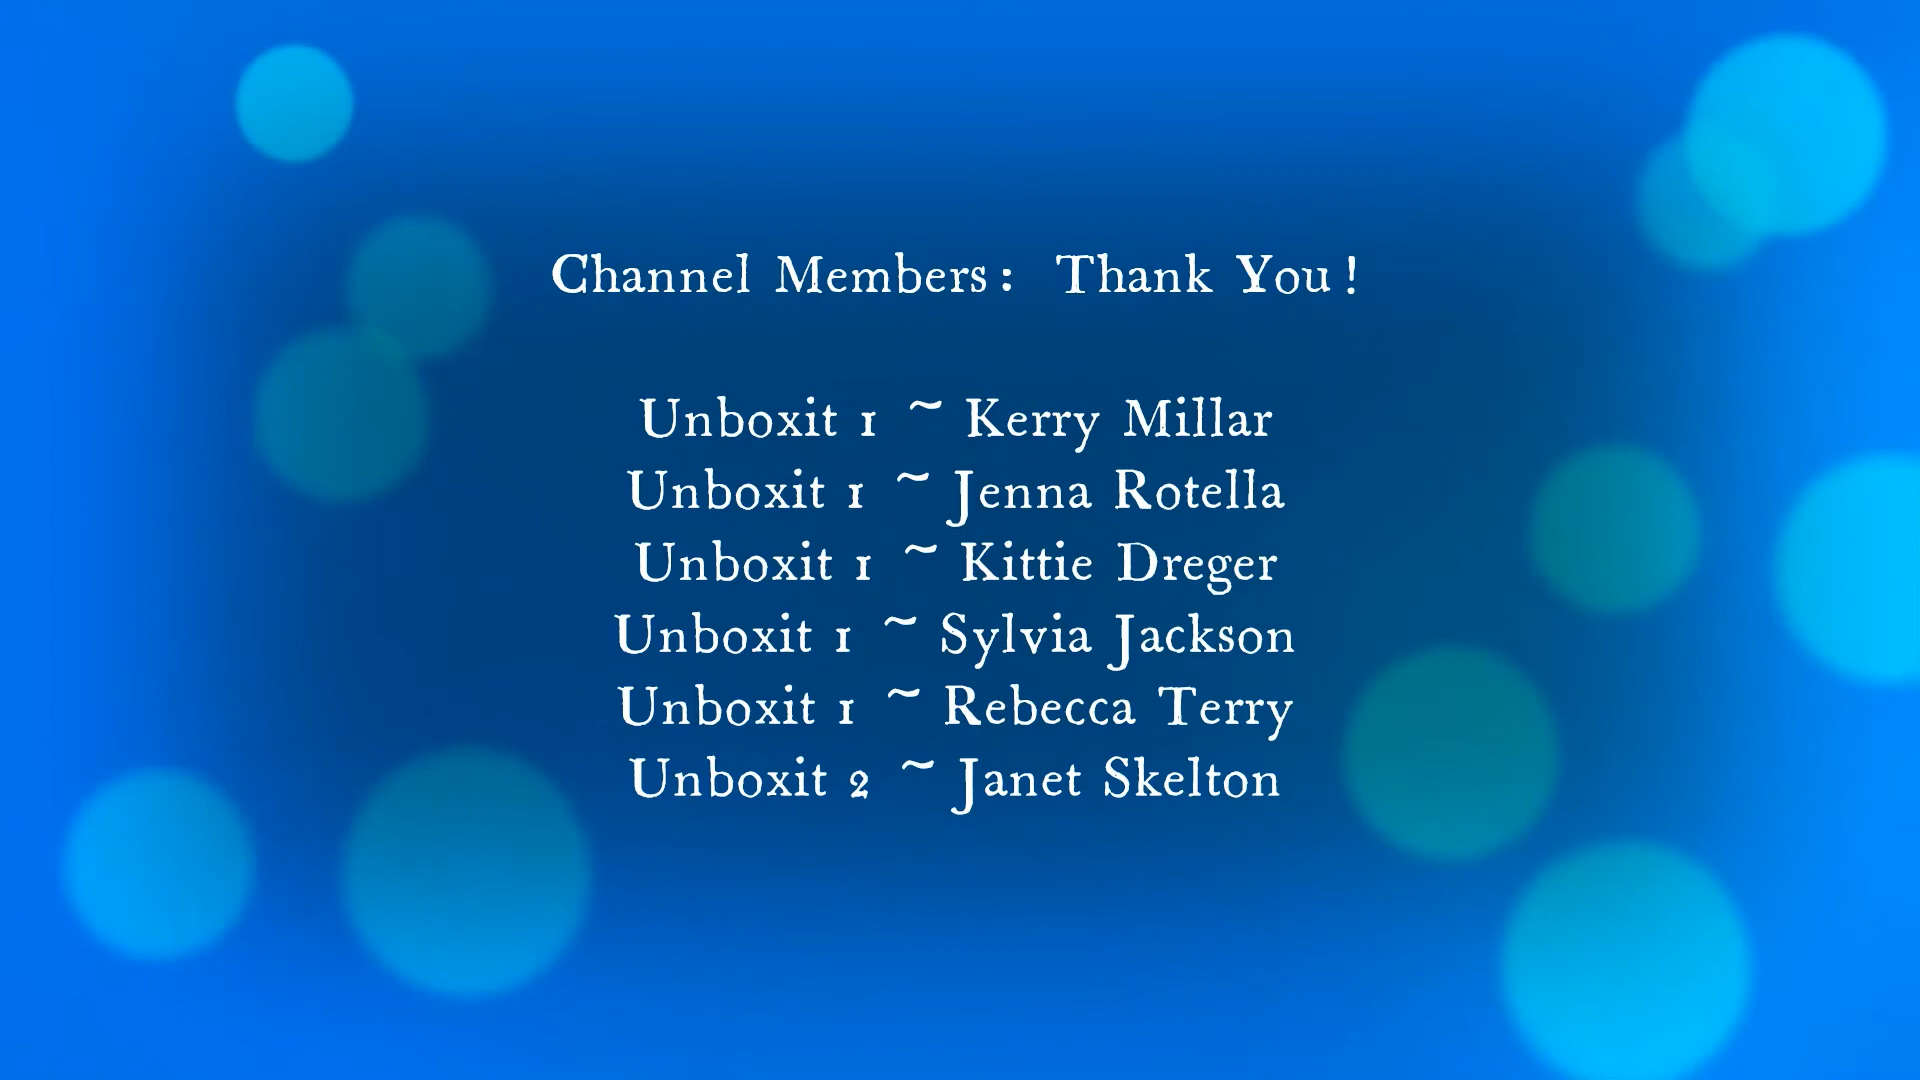 Channel Members: Thank You!
Unboxit 1 ~ Kerry Millar
Unboxit 1 ~ Jenna Rotella
Unboxit 1 ~ Kittie Dreger
Unboxit 1 ~ Sylvia Jackson
Unboxit 1 ~ Rebecca Terry
Unboxit 2 ~ Janet Skelton